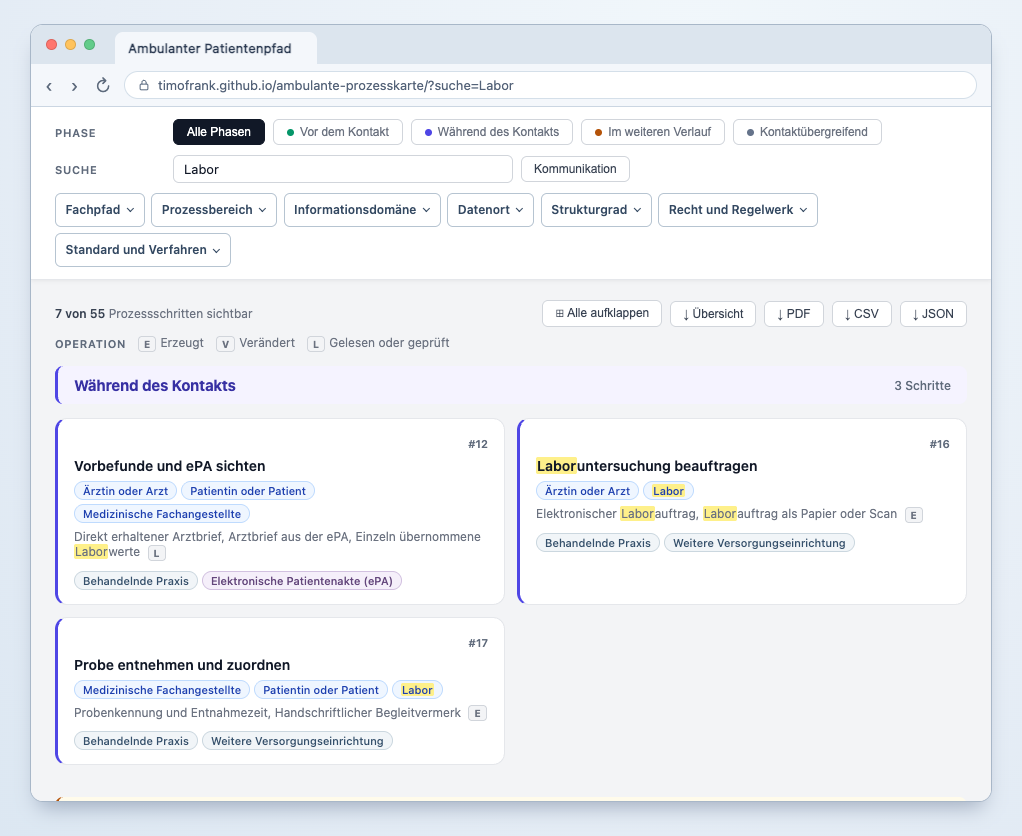 Ambulanter Patientenpfad
timofrank.github.io/ambulante-prozesskarte/?suche=Labor
PHASE
Alle Phasen
Vor dem Kontakt
Während des Kontakts
Im weiteren Verlauf
Kontaktübergreifend
SUCHE
Labor
Kommunikation
Fachpfad
Prozessbereich
Informationsdomäne
Datenort
Strukturgrad
Recht und Regelwerk
Standard und Verfahren
7 von 55 Prozessschritten sichtbar
⊞ Alle aufklappen
↓ Übersicht
↓ PDF
↓ CSV
↓ JSON
OPERATION E Erzeugt V Verändert L Gelesen oder geprüft
Während des Kontakts
3 Schritte
#12
Vorbefunde und ePA sichten
Ärztin oder Arzt
Patientin oder Patient
Medizinische Fachangestellte
Direkt erhaltener Arztbrief, Arztbrief aus der ePA, Einzeln übernommene
Laborwerte L
Behandelnde Praxis
Elektronische Patientenakte (ePA)
#16
Laboruntersuchung beauftragen
Ärztin oder Arzt
Labor
Elektronischer Laborauftrag, Laborauftrag als Papier oder Scan E
Behandelnde Praxis
Weitere Versorgungseinrichtung
#17
Probe entnehmen und zuordnen
Medizinische Fachangestellte
Patientin oder Patient
Labor
Probenkennung und Entnahmezeit, Handschriftlicher Begleitvermerk E
Behandelnde Praxis
Weitere Versorgungseinrichtung